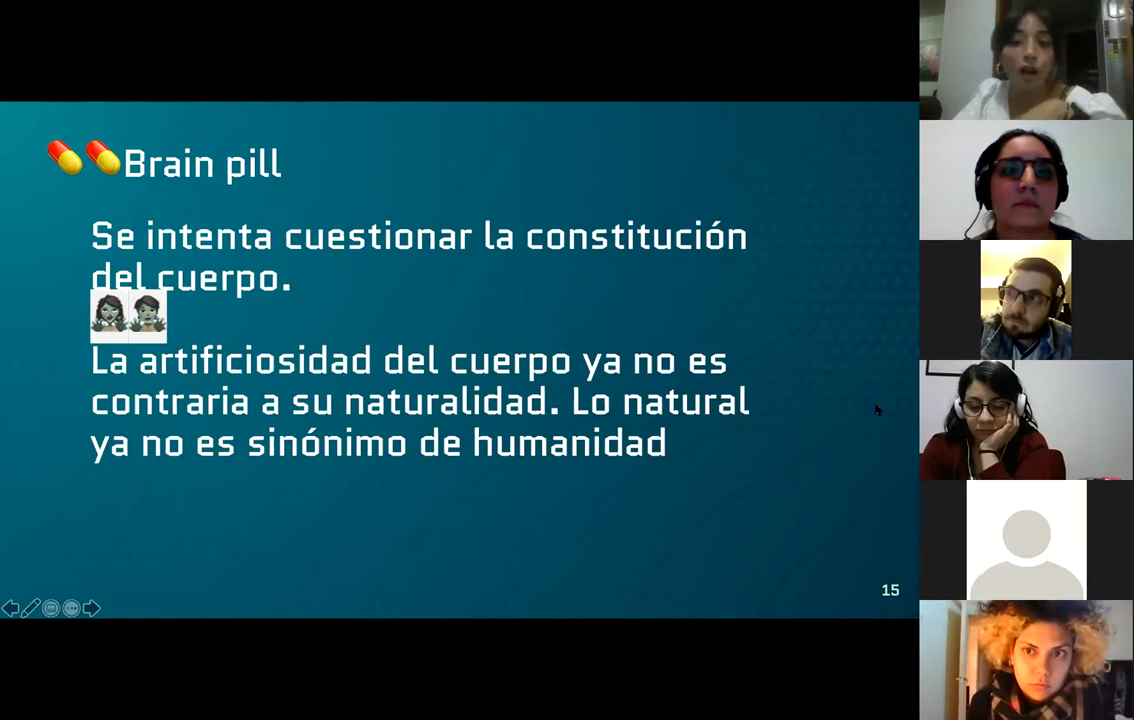 Brain pill
Se intenta cuestionar la constitución
del cuerpo.
La artificiosidad del cuerpo ya no es
contraria a su naturalidad. Lo natural
ya no es sinónimo de humanidad
15